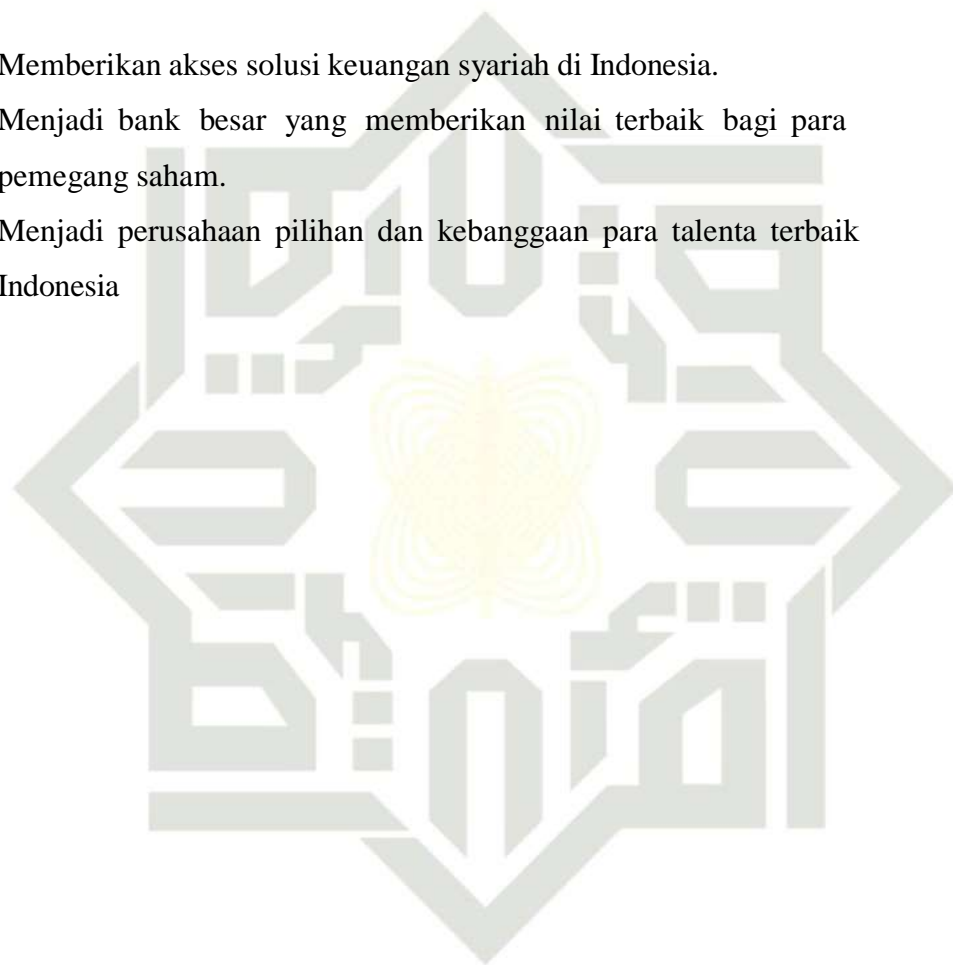 Memberikan akses solusi keuangan syariah di Indonesia.
Menjadi bank besar yang memberikan nilai terbaik bagi para
pemegang saham.
Menjadi perusahaan pilihan dan kebanggaan para talenta terbaik
Indonesia